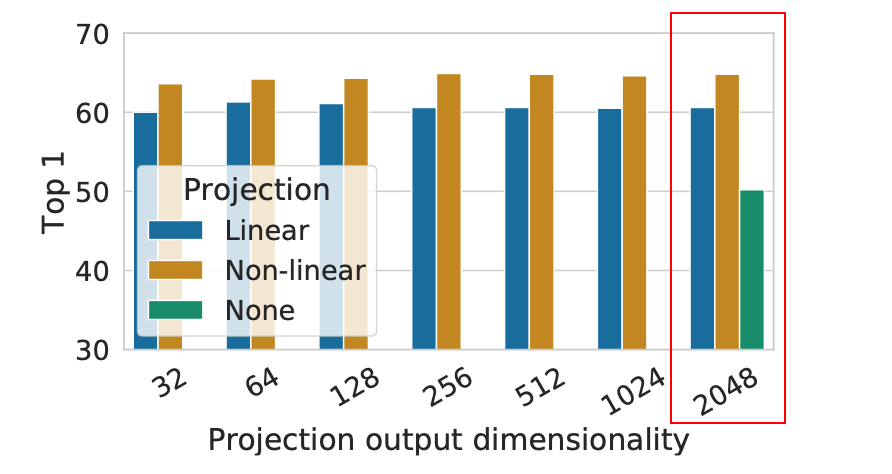 70
60
50
40
30
Top 1
Projection
Linear
Non-linear
None
32 64 128 256 512 1024 2048
Projection output dimensionality